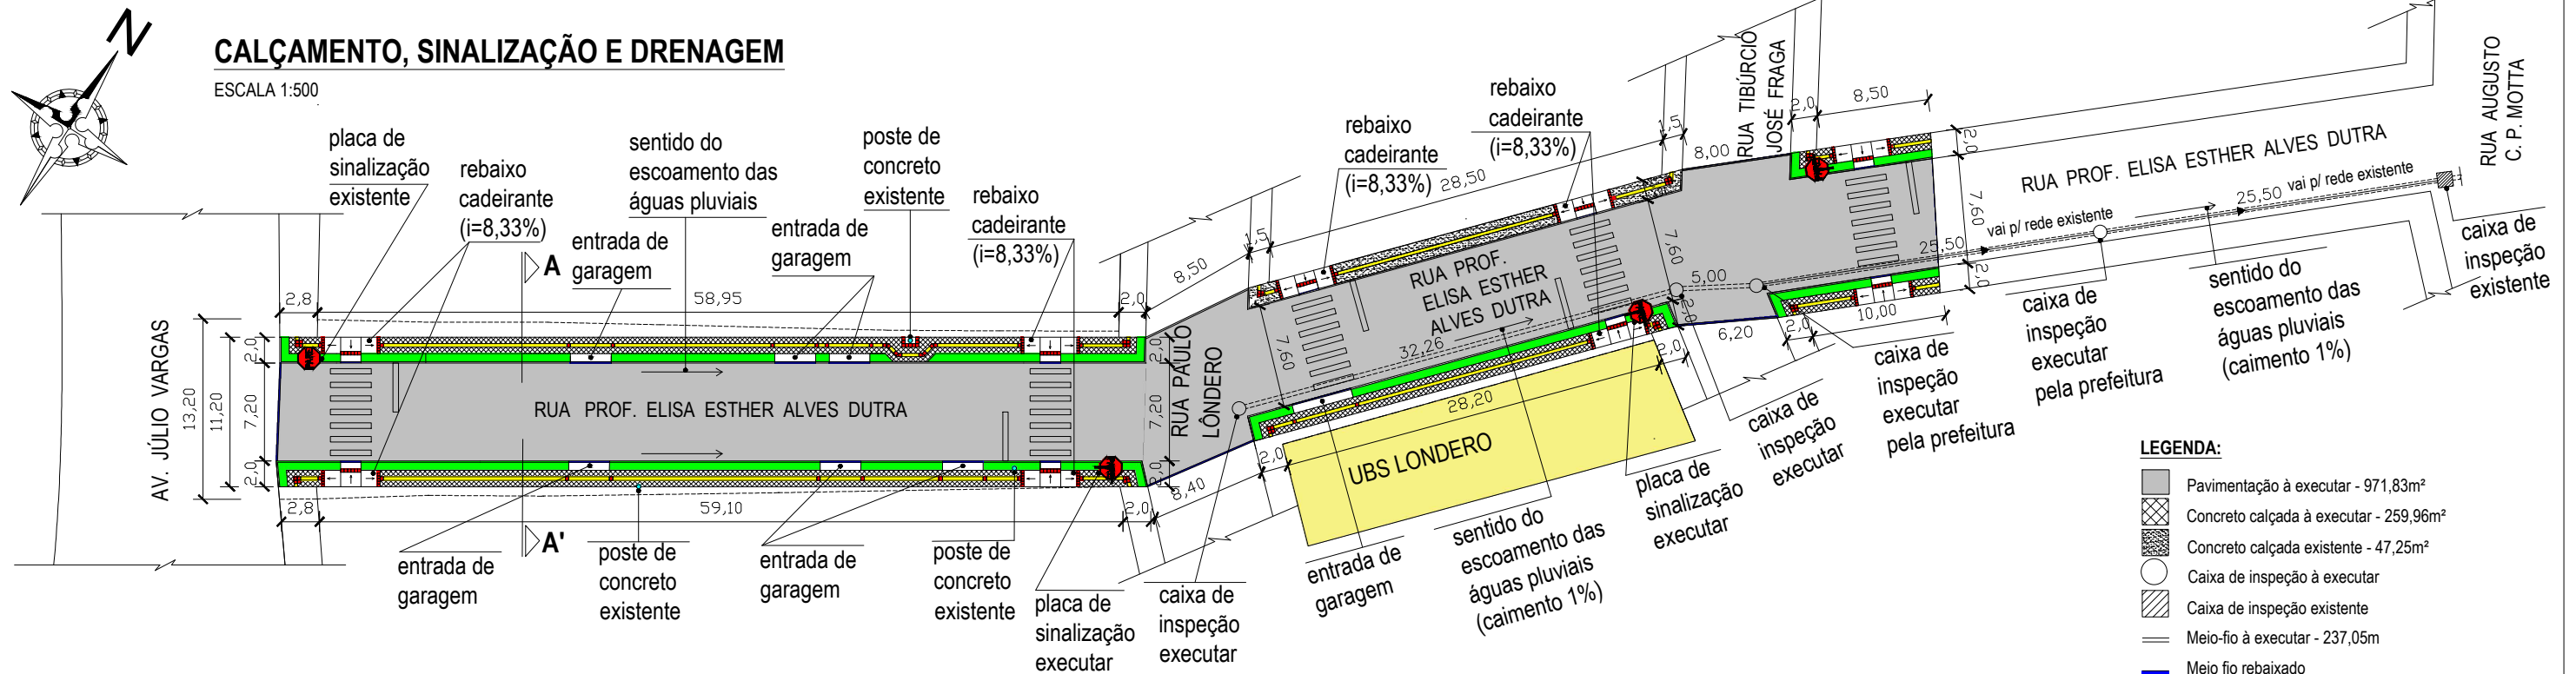 N
CALÇAMENTO, SINALIZAÇÃO E DRENAGEM
ESCALA 1:500
placa de
sinalização
existente
rebaixo
cadeirante
(i=8,33%)
entrada de
garagem
sentido do
escoamento das
águas pluviais
entrada de
garagem
poste de
concreto
existente
rebaixo
cadeirante
(i=8,33%)
rebaixo
cadeirante
(i=8,33%)
rebaixo
cadeirante
(i=8,33%)
RUA TIBÚRCIO
JOSÉ FRAGA
RUA AUGUSTO
C. P. MOTTA
A
2,8
58,95
2,0
8,50
1,5
28,50
1,5
8,00
2,0
8,50
2,0
7,60
2,0
AV. JÚLIO VARGAS
13,20
11,20
2,0
7,20
2,0
RUA PROF. ELISA ESTHER ALVES DUTRA
2,0
7,20
2,0
RUA PAULO
LÔNDERO
7,60
RUA PROF.
ELISA ESTHER
ALVES DUTRA
32,26
7,60
2,0
5,00
RUA PROF. ELISA ESTHER ALVES DUTRA
vai p/ rede existente
25,50
25,50
vai p/ rede existente
2,8
59,10
2,0
8,40
2,0
28,20
2,0
6,20
2,0
10,00
UBS LONDERO
A'
entrada de
garagem
poste de
concreto
existente
entrada de
garagem
poste de
concreto
existente
placa de
sinalização
executar
caixa de
inspeção
executar
entrada de
garagem
sentido do
escoamento das
águas pluviais
(caimento 1%)
placa de
sinalização
executar
caixa de
inspeção
executar
caixa de
inspeção
executar
pela prefeitura
caixa de
inspeção
executar
pela prefeitura
sentido do
escoamento das
águas pluviais
(caimento 1%)
caixa de
inspeção
existente
LEGENDA:
Pavimentação à executar - 971,83m²
Concreto calçada à executar - 259,96m²
Concreto calçada existente - 47,25m²
Caixa de inspeção à executar
Caixa de inspeção existente
Meio-fio à executar - 237,05m
Meio fio rebaixado